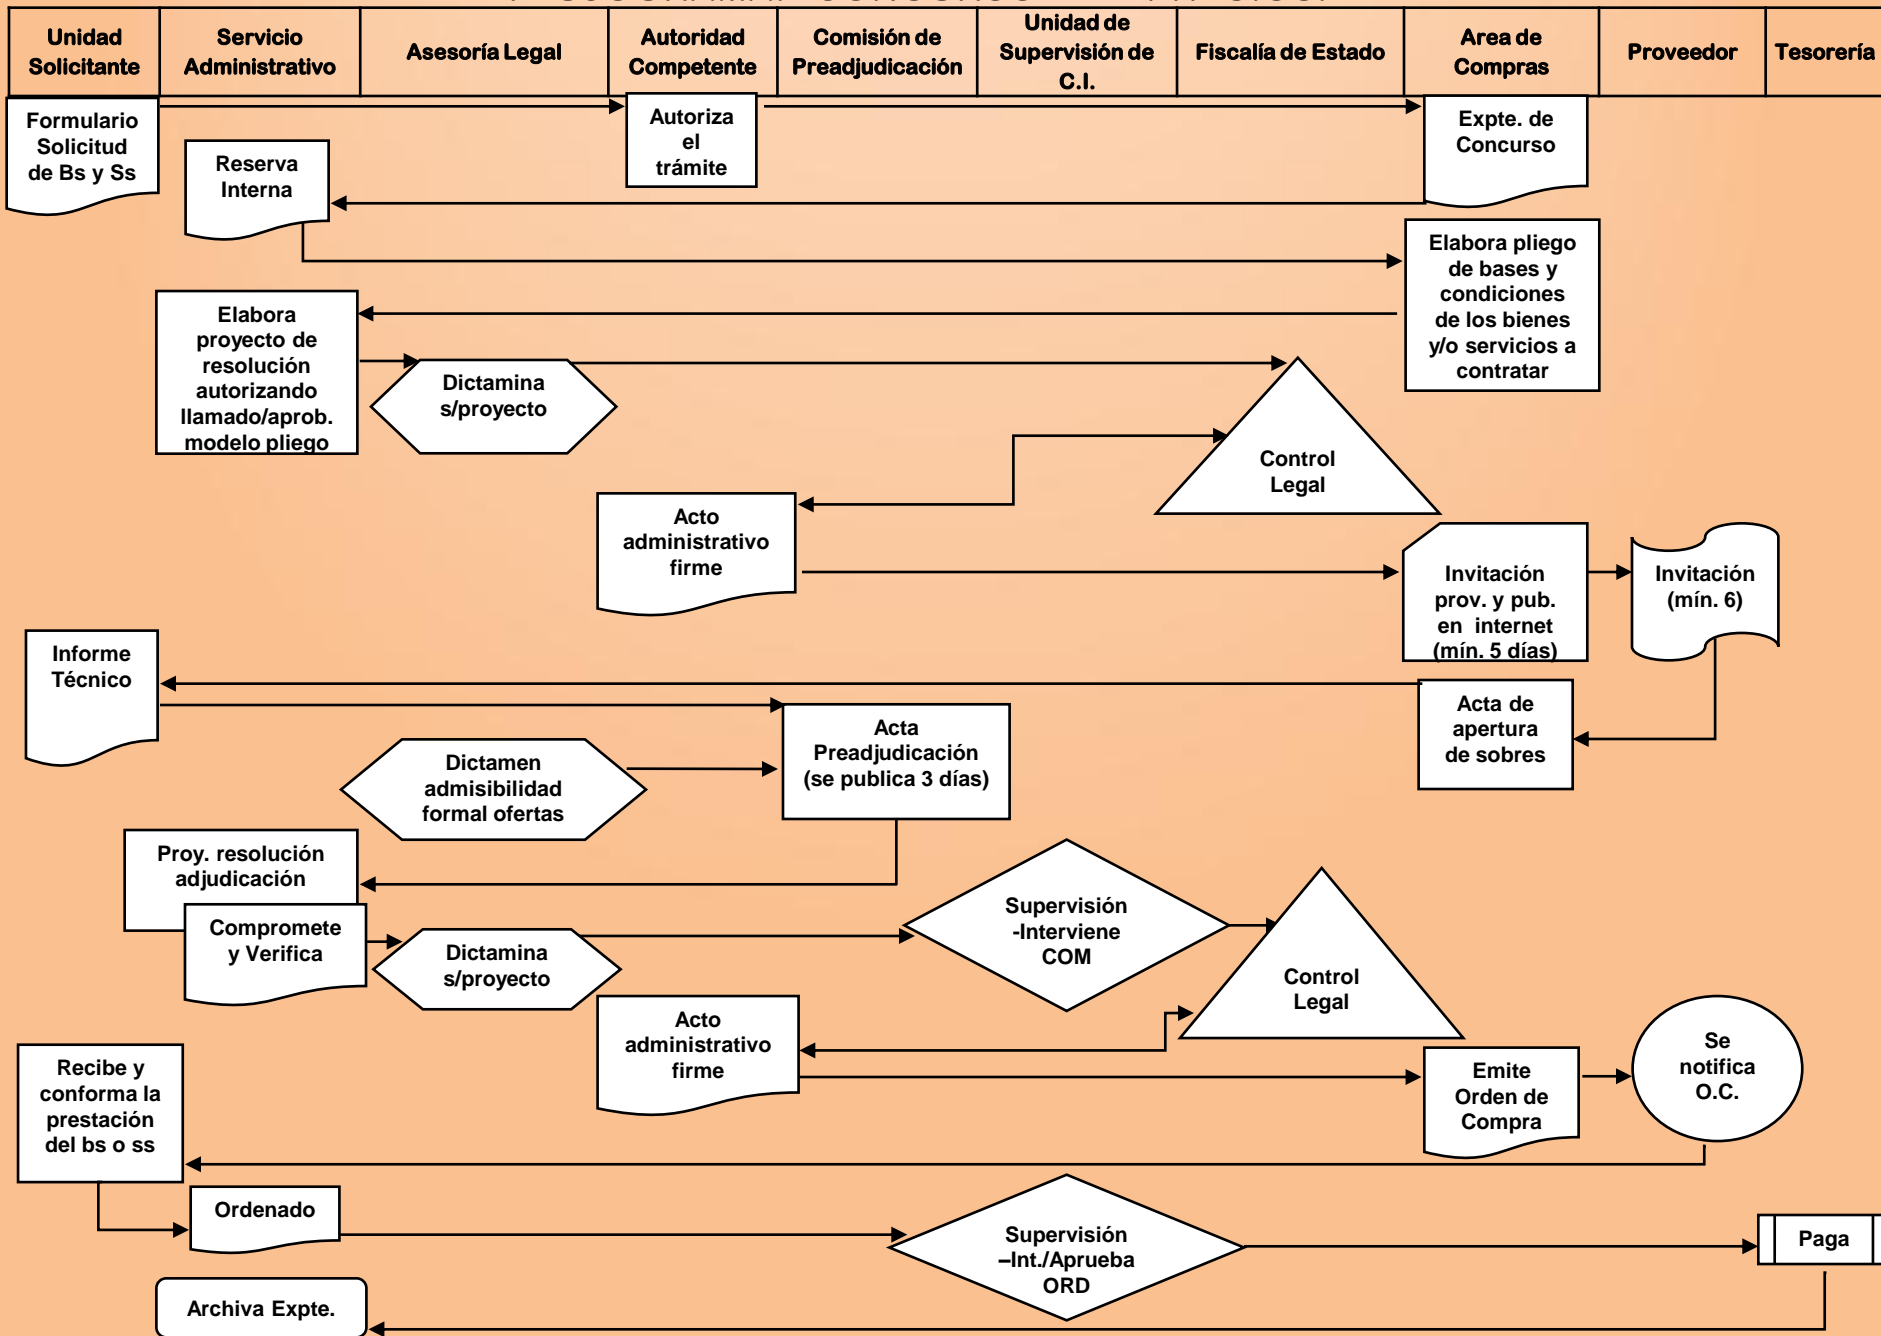 Unidad
Solicitante
Servicio
Administrativo
Asesoría Legal
Autoridad
Competente
Comisión de
Preadjudicación
Unidad de
Supervisión de
C.I.
Fiscalía de Estado
Area de
Compras
Proveedor
Tesorería
Formulario
Solicitud
de Bs y Ss
Autoriza
el
trámite
Expte. de
Concurso
Reserva
Interna
Elabora pliego
de bases y
condiciones
de los bienes
y/o servicios a
contratar
Elabora
proyecto de
resolución
autorizando
llamado/aprob.
modelo pliego
Dictamina
s/proyecto
Control
Legal
Acto
administrativo
firme
Invitación
prov. y pub.
en internet
(mín. 5 días)
Invitación
(mín. 6)
Informe
Técnico
Acta de
apertura
de sobres
Acta
Preadjudicación
(se publica 3 días)
Dictamen
admisibilidad
formal ofertas
Proy. resolución
adjudicación
Compromete
y Verifica
Dictamina
s/proyecto
Supervisión
-Interviene
COM
Control
Legal
Acto
administrativo
firme
Emite
Orden de
Compra
Se
notifica
O.C.
Recibe y
conforma la
prestación
del bs o ss
Ordenado
Supervisión
–Int./Aprueba
ORD
Paga
Archiva Expte.